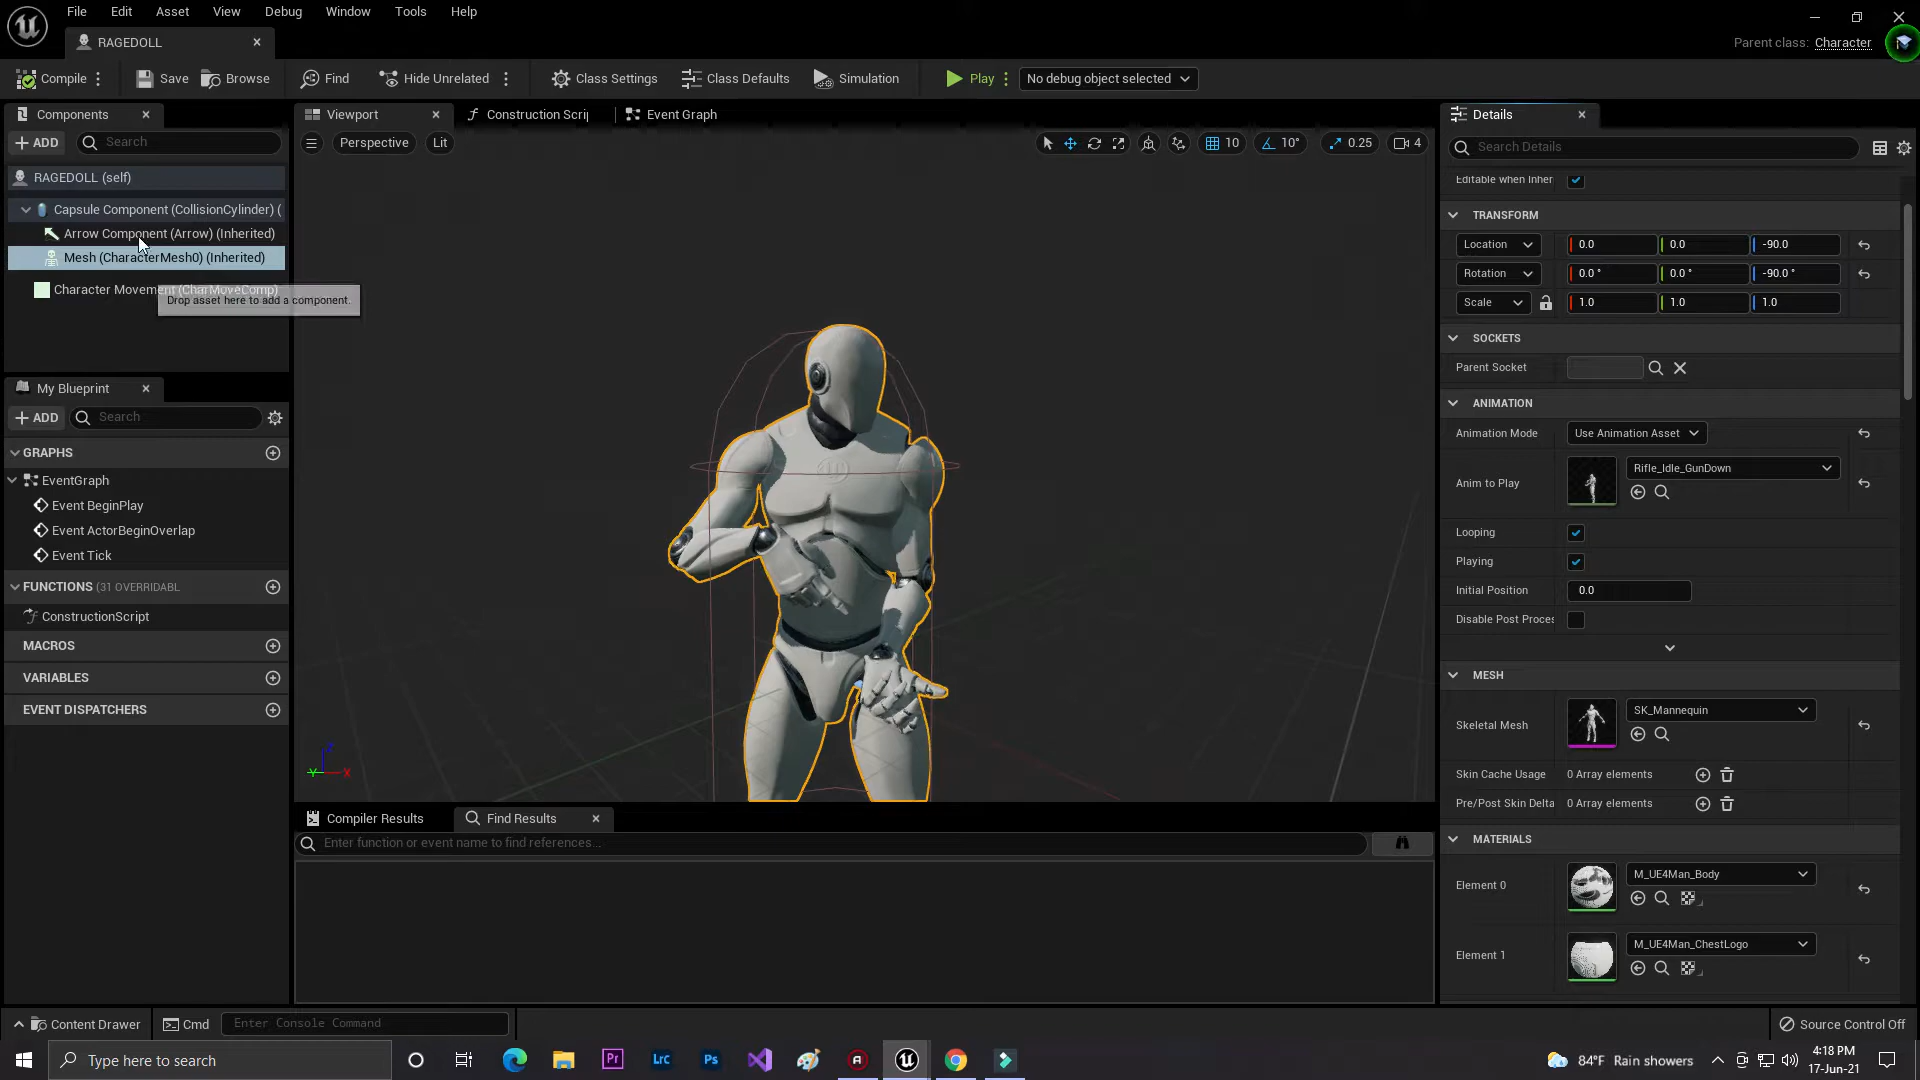 File Edit Asset View Debug Window Tools Help
RAGEDOLL
Parent class: Character
Compile Save Browse Find Hide Unrelated Class Settings Class Defaults Simulation Play No debug object selected
Components
ADD Search
RAGEDOLL (self)
Capsule Component (CollisionCylinder) (
Arrow Component (Arrow) (Inherited)
Mesh (CharacterMesh0) (Inherited)
Character Movement (CharMoveComp)
Drop asset here to add a component.
My Blueprint
ADD Search
GRAPHS
EventGraph
Event BeginPlay
Event ActorBeginOverlap
Event Tick
FUNCTIONS (31 OVERRIDABL
ConstructionScript
MACROS
VARIABLES
EVENT DISPATCHERS
Viewport Construction Scrip Event Graph
Perspective Lit 10 10° 0.25 4
Z
Y X
Compiler Results Find Results
Enter function or event name to find references...
Details
Search Details
Editable when Inher
TRANSFORM
Location 0.0 0.0 -90.0
Rotation 0.0 ° 0.0 ° -90.0 °
Scale 1.0 1.0 1.0
SOCKETS
Parent Socket
ANIMATION
Animation Mode Use Animation Asset
Anim to Play Rifle_Idle_GunDown
Looping
Playing
Initial Position 0.0
Disable Post Proces
MESH
Skeletal Mesh SK_Mannequin
Skin Cache Usage 0 Array elements
Pre/Post Skin Delta 0 Array elements
MATERIALS
Element 0 M_UE4Man_Body
Element 1 M_UE4Man_ChestLogo
Content Drawer Cmd Enter Console Command Source Control Off
Type here to search Pr Lrc Ps 84°F Rain showers 4:18 PM
17-Jun-21